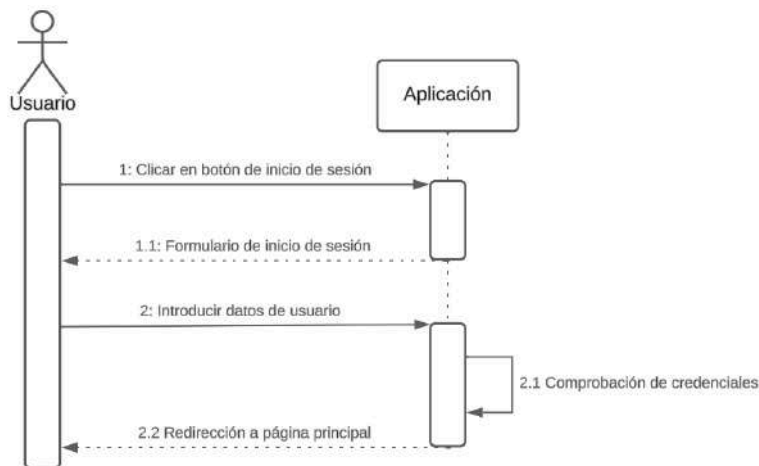 Usuario
Aplicación
1: Clicar en botón de inicio de sesión
1.1: Formulario de inicio de sesión
2: Introducir datos de usuario
2.1 Comprobación de credenciales
2.2 Redirección a página principal